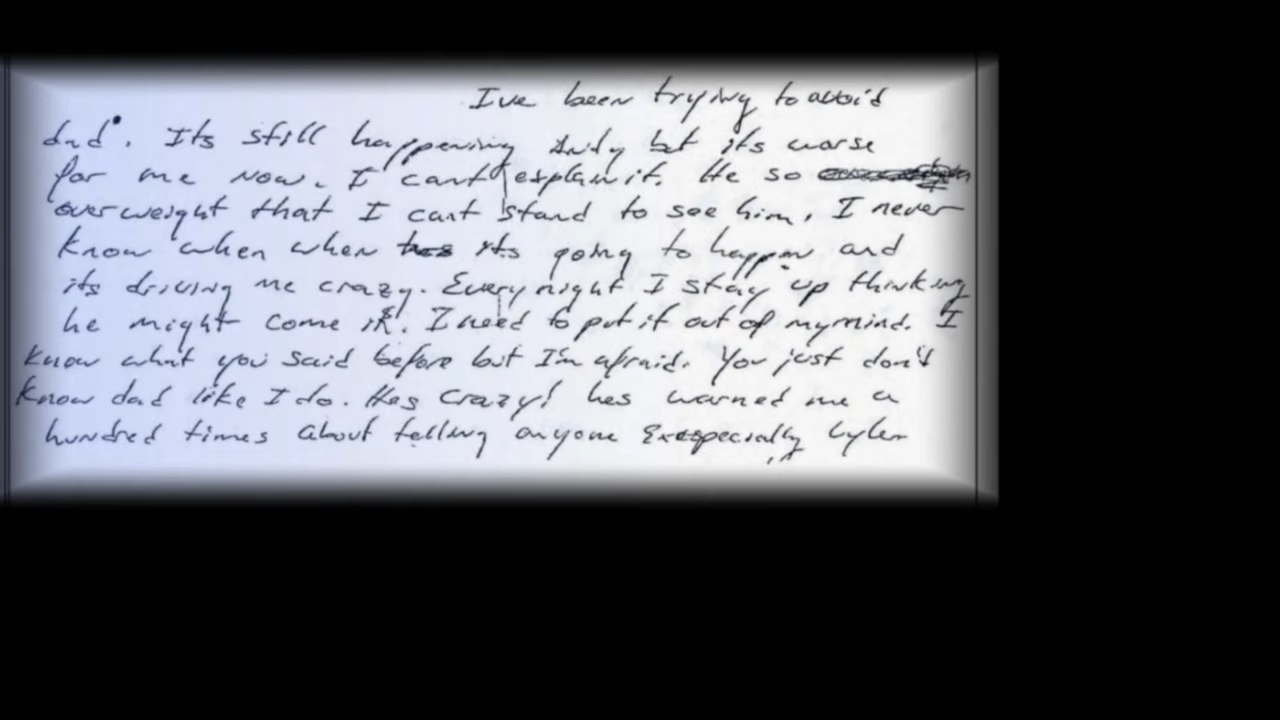 Ive been trying to avoid
dad. Its still happening Andy but its worse
for me now. I cant explain it. He so
overweight that I cant stand to see him. I never
know when when its going to happen and
its driving me crazy. Every night I stay up thinking
he might come in. I need to put it out of my mind. I
know what you said before but I'm afraid. You just don't
know dad like I do. Hes crazy! hes warned me a
hundred times about telling anyone especially Lyle